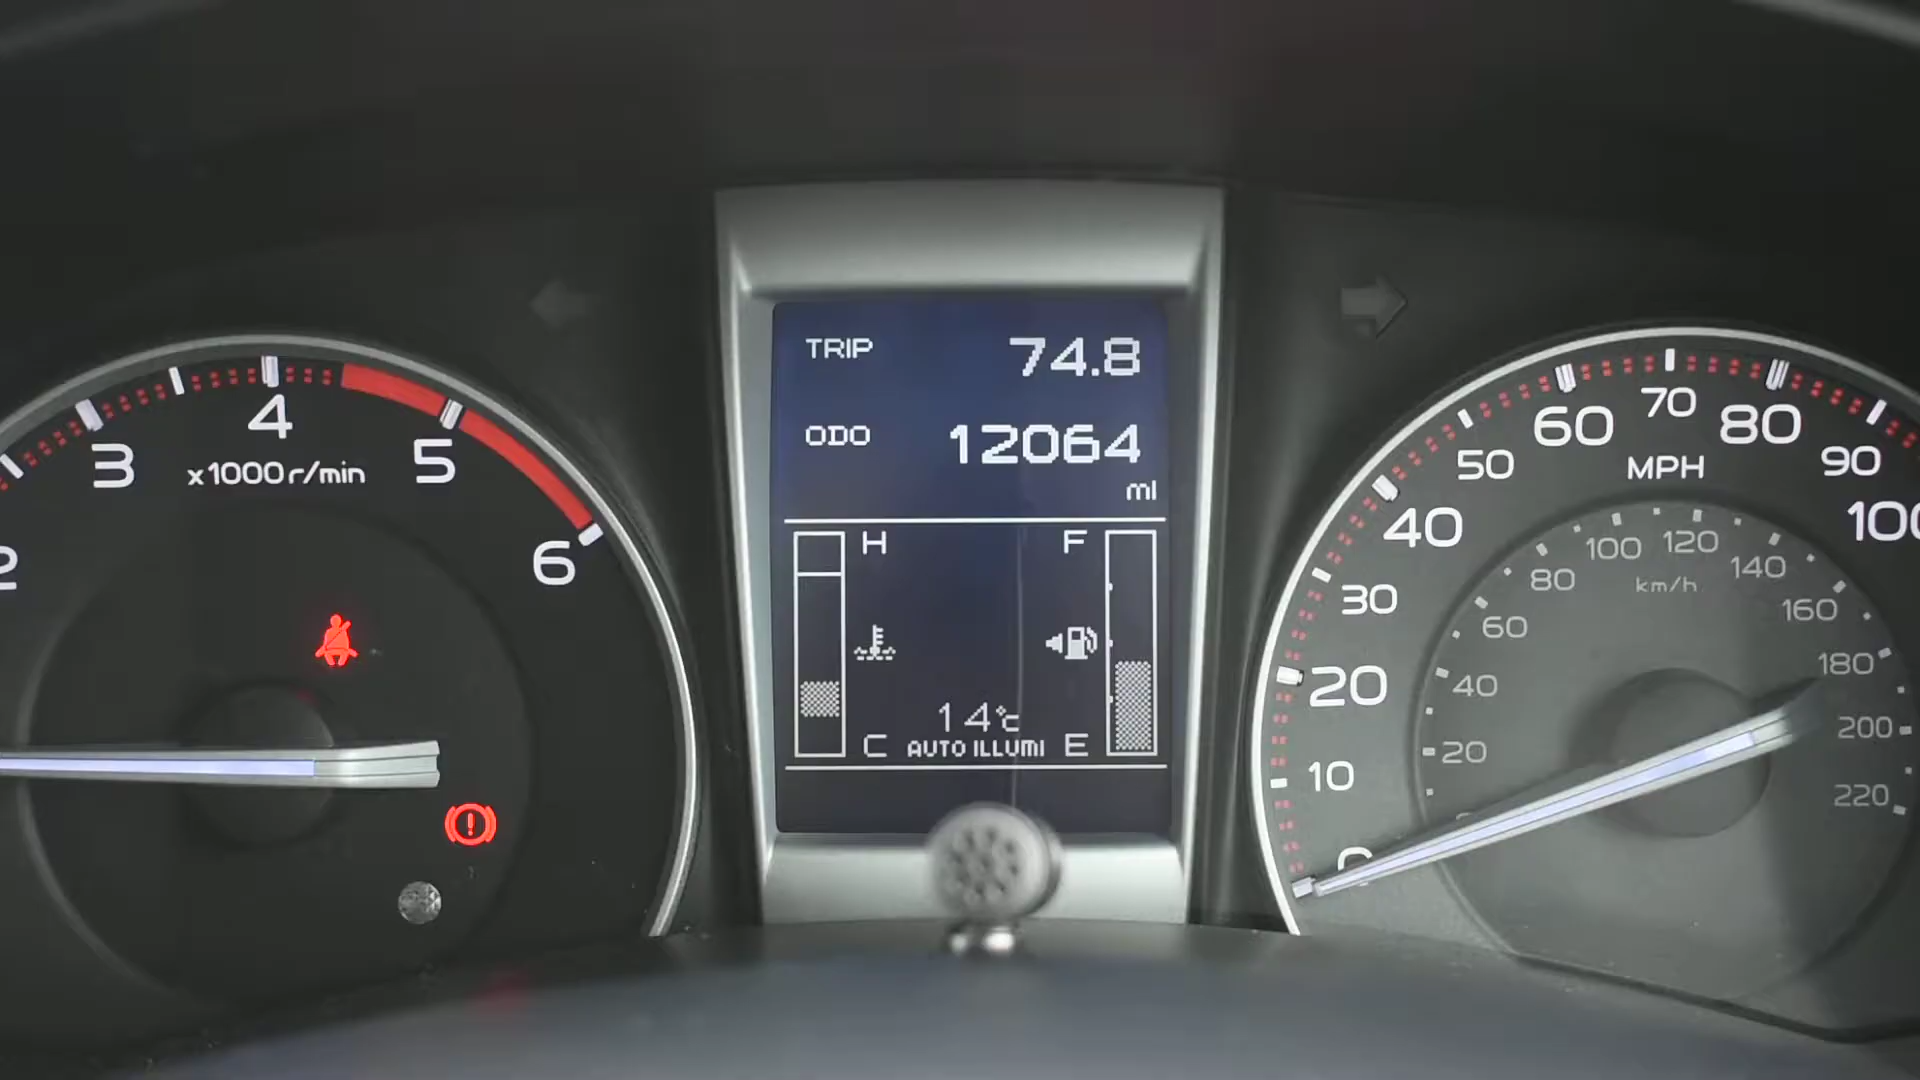 TRIP 74.8
ODO 12064
ml
H F
14°C
C AUTO ILLUMI E
2 3 4 5 6
x1000r/min
0 10 20 30 40 50 60 70 80 90 100
MPH
20 40 60 80 100 120 140 160 180 200 220
km/h